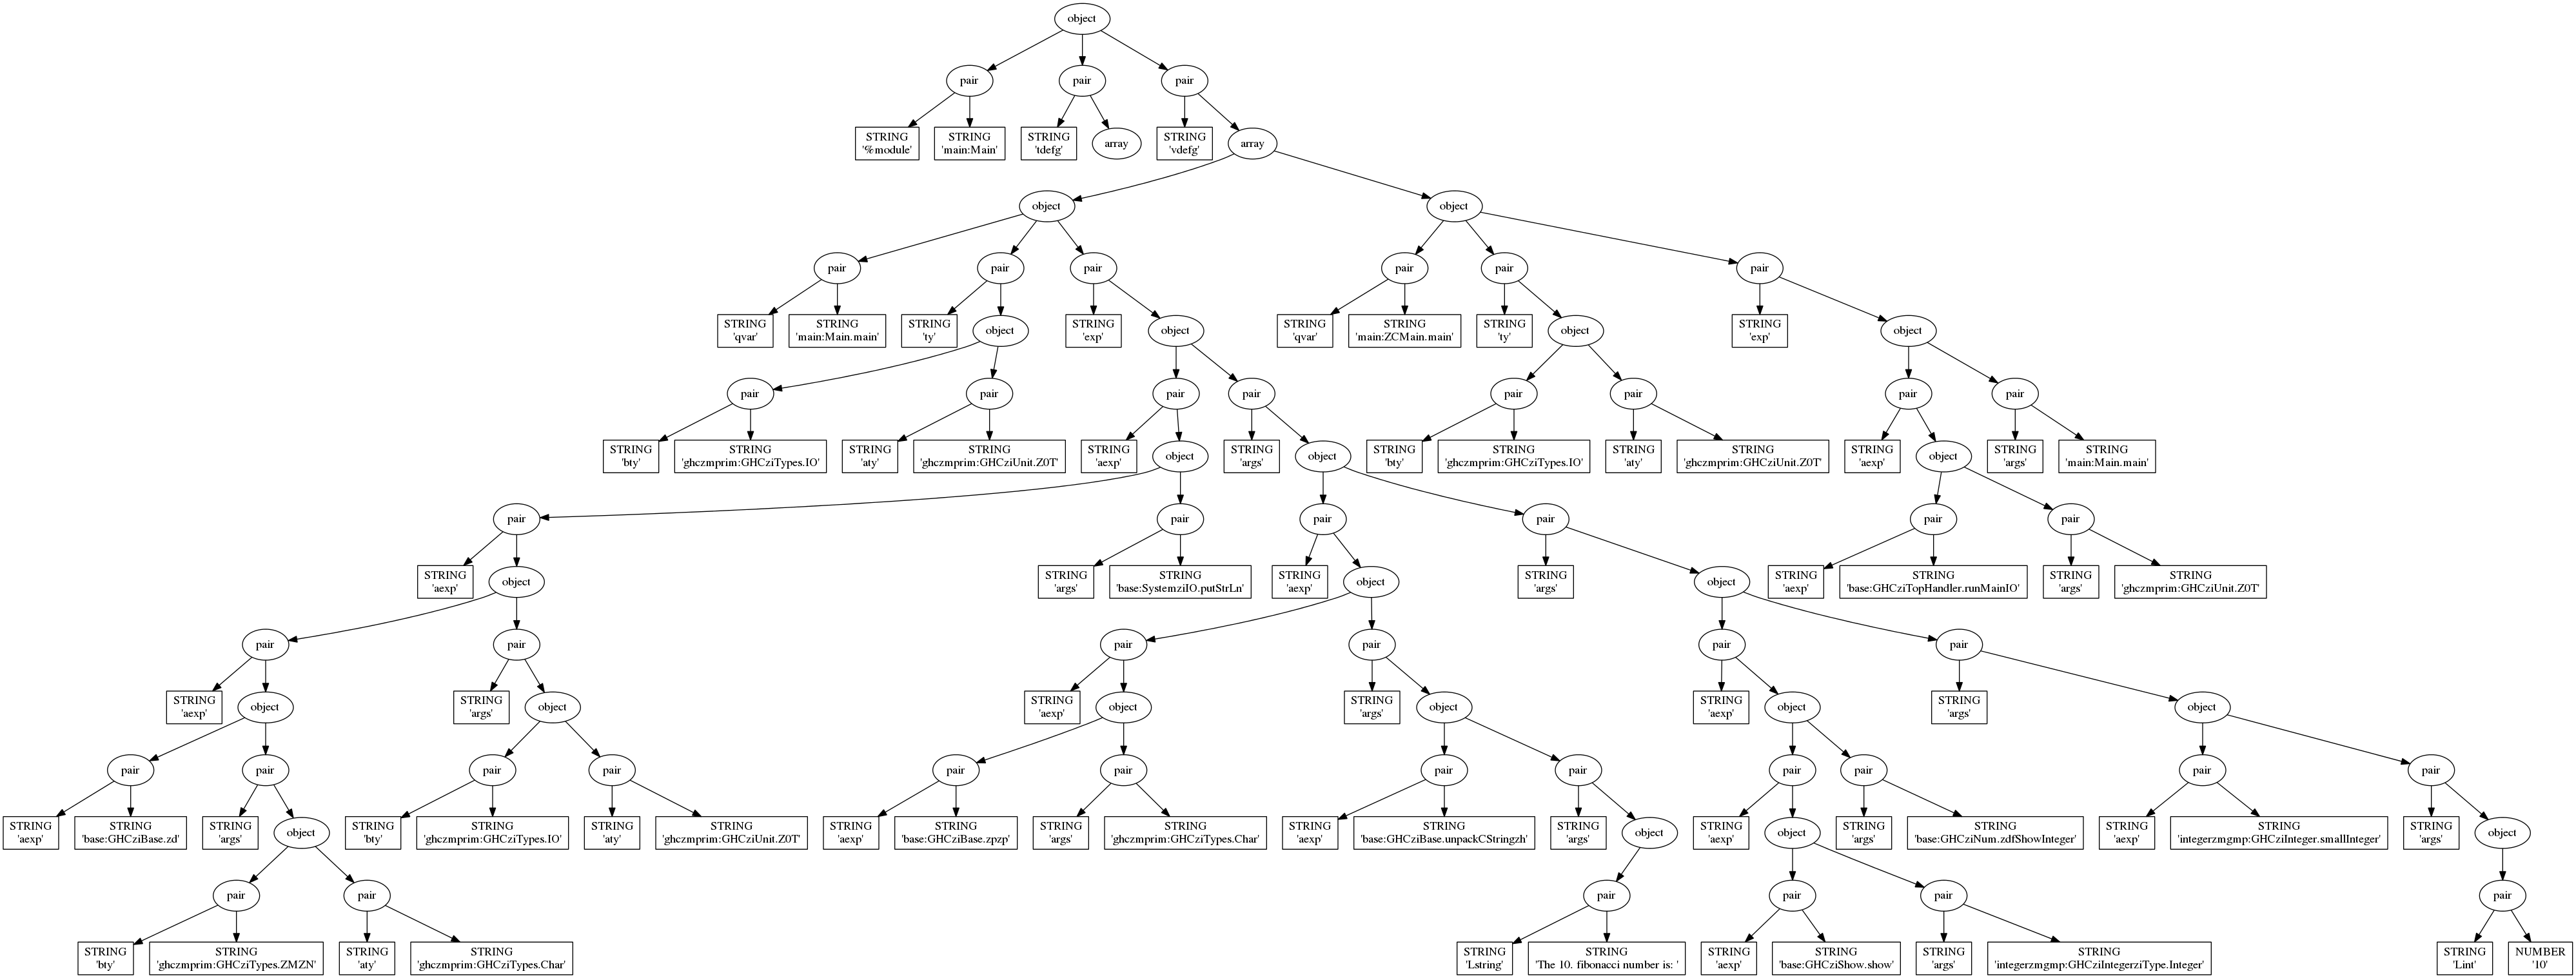 object
pair
pair
pair
STRING
'%module'
STRING
'main:Main'
STRING
'tdefg'
array
STRING
'vdefg'
array
object
object
pair
pair
pair
pair
pair
pair
STRING
'qvar'
STRING
'main:Main.main'
STRING
'ty'
object
STRING
'exp'
object
STRING
'qvar'
STRING
'main:ZCMain.main'
STRING
'ty'
object
STRING
'exp'
object
pair
pair
pair
pair
pair
pair
pair
pair
STRING
'bty'
STRING
'ghczmprim:GHCziTypes.IO'
STRING
'aty'
STRING
'ghczmprim:GHCziUnit.Z0T'
STRING
'aexp'
object
STRING
'args'
object
STRING
'bty'
STRING
'ghczmprim:GHCziTypes.IO'
STRING
'aty'
STRING
'ghczmprim:GHCziUnit.Z0T'
STRING
'aexp'
object
STRING
'args'
STRING
'main:Main.main'
pair
pair
pair
pair
pair
pair
STRING
'aexp'
object
STRING
'args'
STRING
'base:SystemziIO.putStrLn'
STRING
'aexp'
object
STRING
'args'
object
STRING
'aexp'
STRING
'base:GHCziTopHandler.runMainIO'
STRING
'args'
STRING
'ghczmprim:GHCziUnit.Z0T'
pair
pair
pair
pair
pair
pair
STRING
'aexp'
object
STRING
'args'
object
STRING
'aexp'
object
STRING
'args'
object
STRING
'aexp'
object
STRING
'args'
object
pair
pair
pair
pair
pair
pair
pair
pair
pair
pair
pair
pair
STRING
'aexp'
STRING
'base:GHCziBase.zd'
STRING
'args'
object
STRING
'bty'
STRING
'ghczmprim:GHCziTypes.IO'
STRING
'aty'
STRING
'ghczmprim:GHCziUnit.Z0T'
STRING
'aexp'
STRING
'base:GHCziBase.zpzp'
STRING
'args'
STRING
'ghczmprim:GHCziTypes.Char'
STRING
'aexp'
STRING
'base:GHCziBase.unpackCStringzh'
STRING
'args'
object
STRING
'aexp'
object
STRING
'args'
STRING
'base:GHCziNum.zdfShowInteger'
STRING
'aexp'
STRING
'integerzmgmp:GHCziInteger.smallInteger'
STRING
'args'
object
pair
pair
pair
pair
pair
pair
STRING
'bty'
STRING
'ghczmprim:GHCziTypes.ZMZN'
STRING
'aty'
STRING
'ghczmprim:GHCziTypes.Char'
STRING
'Lstring'
STRING
'The 10. fibonacci number is: '
STRING
'aexp'
STRING
'base:GHCziShow.show'
STRING
'args'
STRING
'integerzmgmp:GHCziIntegerziType.Integer'
STRING
'Lint'
NUMBER
'10'